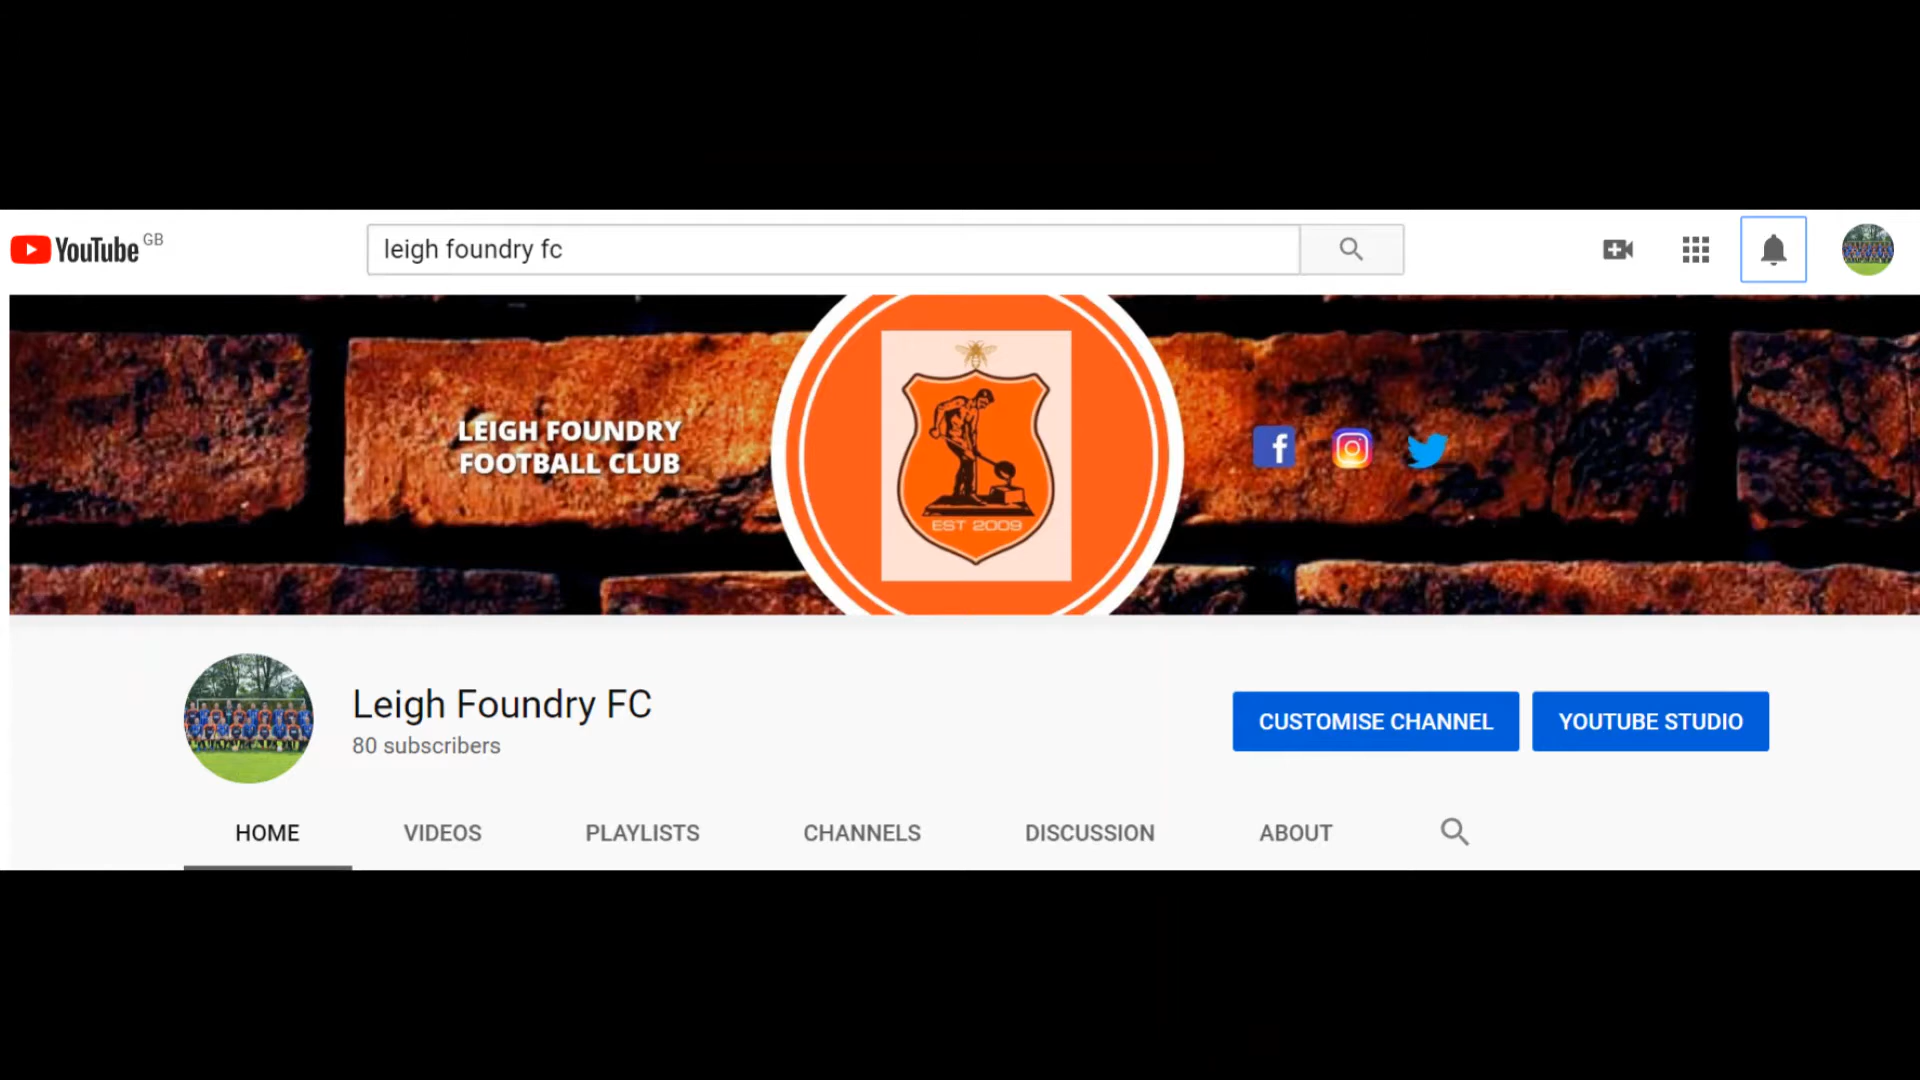 YouTube GB
leigh foundry fc
LEIGH FOUNDRY
FOOTBALL CLUB
EST 2009
Leigh Foundry FC
80 subscribers
CUSTOMISE CHANNEL
YOUTUBE STUDIO
HOME VIDEOS PLAYLISTS CHANNELS DISCUSSION ABOUT